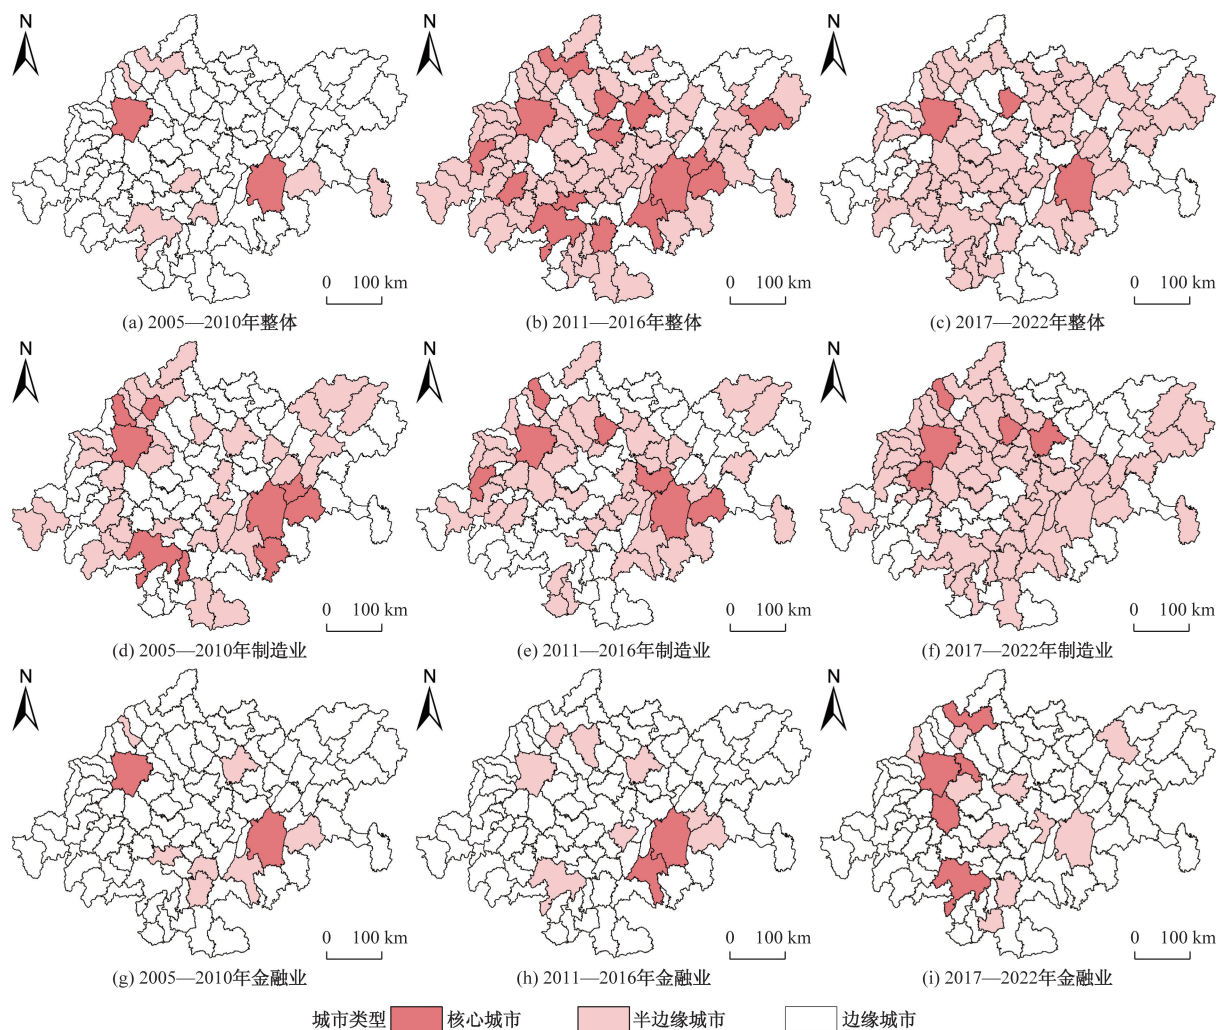 N N N
0 100 km 0 100 km 0 100 km
(a) 2005—2010年整体 (b) 2011—2016年整体 (c) 2017—2022年整体
N N N
0 100 km 0 100 km 0 100 km
(d) 2005—2010年制造业 (e) 2011—2016年制造业 (f) 2017—2022年制造业
N N N
0 100 km 0 100 km 0 100 km
(g) 2005—2010年金融业 (h) 2011—2016年金融业 (i) 2017—2022年金融业
城市类型 核心城市 半边缘城市 边缘城市